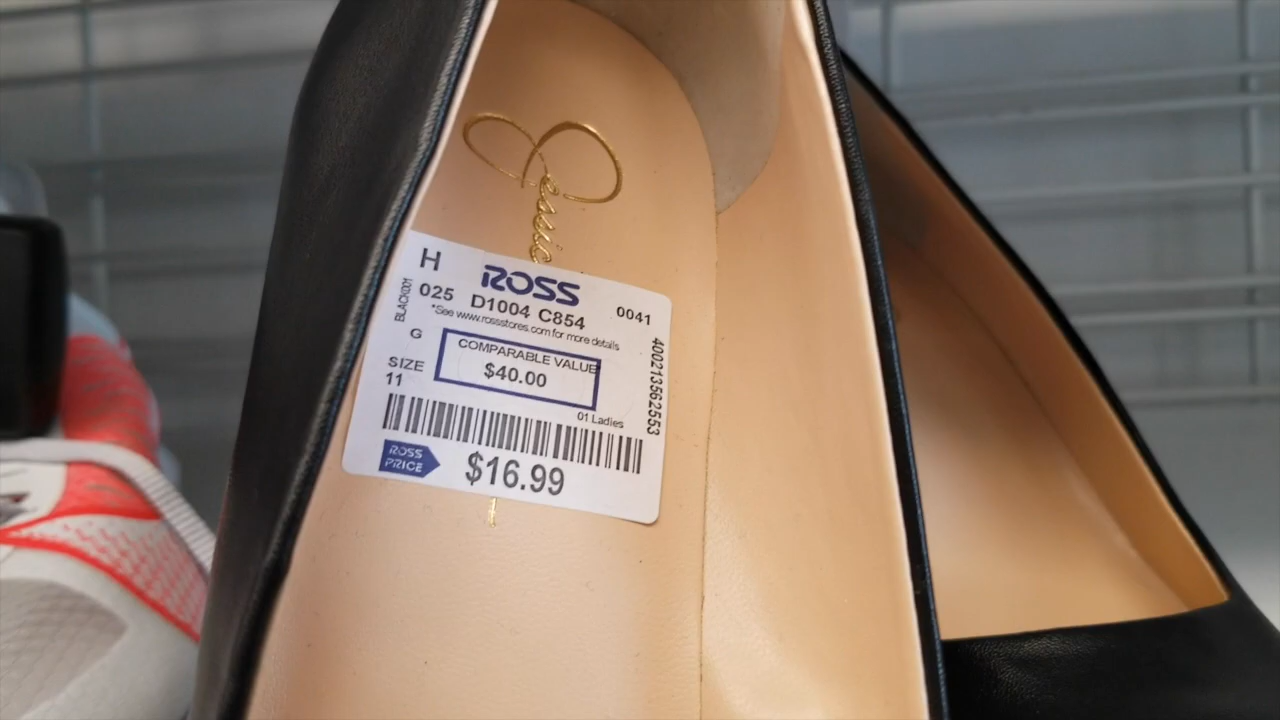 Jessic
H
ROSS
025 D1004 C854 0041
*See www.rossstores.com for more details
BLACK001
G
COMPARABLE VALUE
$40.00
SIZE
11
01 Ladies
400213562553
ROSS
PRICE
$16.99